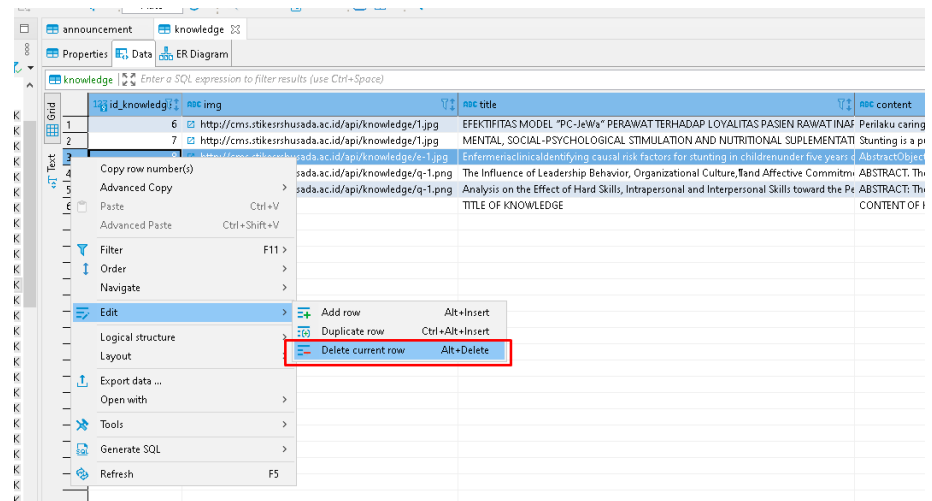 announcement knowledge
Properties Data ER Diagram
knowledge Enter a SQL expression to filter results (use Ctrl+Space)
Grid
Text
123 id_knowledg ABC img ABC title ABC content
1 6 http://cms.stikesrshusada.ac.id/api/knowledge/1.jpg EFEKTIFITAS MODEL "PC-JeWa" PERAWAT TERHADAP LOYALITAS PASIEN RAWAT INAP Perilaku caring
2 7 http://cms.stikesrshusada.ac.id/api/knowledge/1.jpg MENTAL, SOCIAL-PSYCHOLOGICAL STIMULATION AND NUTRITIONAL SUPLEMENTATI Stunting is a pu
3 8 http://cms.stikesrshusada.ac.id/api/knowledge/e-1.jpg Enfermeriaclinicaldentifying causal risk factors for stunting in childrenunder five years o AbstractObject
4 sada.ac.id/api/knowledge/q-1.png The Influence of Leadership Behavior, Organizational Culture, and Affective Commitm ABSTRACT. The
5 sada.ac.id/api/knowledge/q-1.png Analysis on the Effect of Hard Skills, Intrapersonal and Interpersonal Skills toward the Pe ABSTRACT: The
6 TITLE OF KNOWLEDGE CONTENT OF K
Copy row number(s)
Advanced Copy
Paste Ctrl+V
Advanced Paste Ctrl+Shift+V
Filter F11
Order
Navigate
Edit
Add row Alt+Insert
Duplicate row Ctrl+Alt+Insert
Delete current row Alt+Delete
Logical structure
Layout
Export data ...
Open with
Tools
Generate SQL
Refresh F5